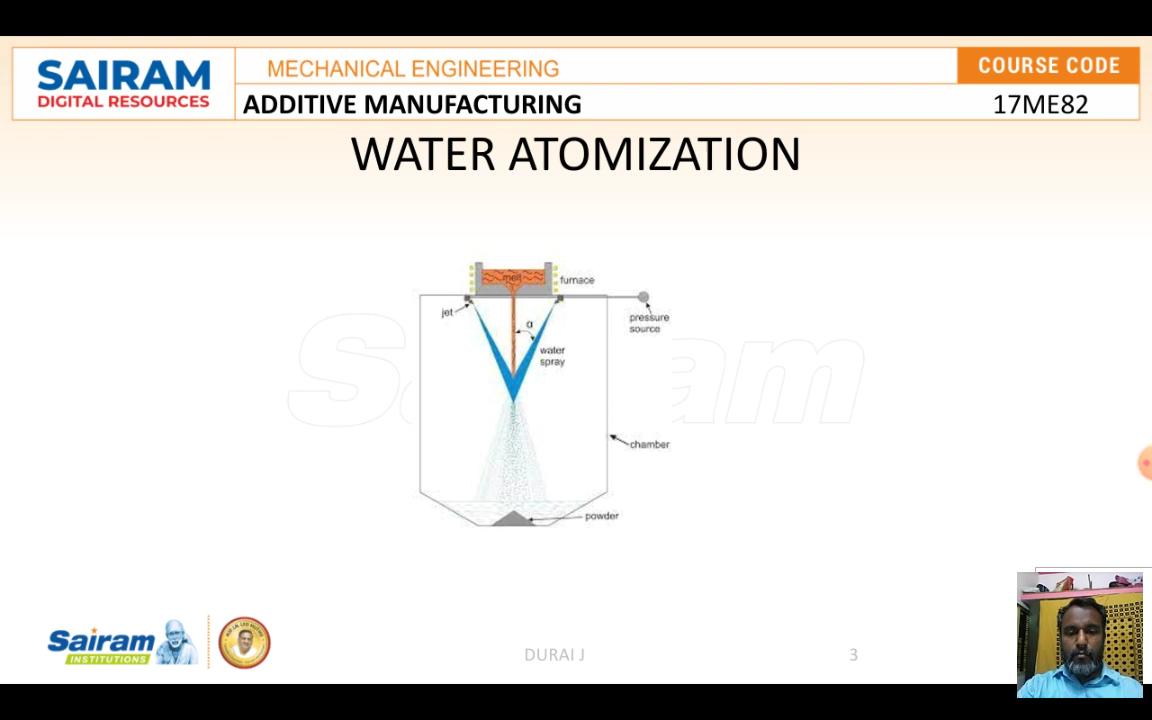 SAIRAM
DIGITAL RESOURCES
MECHANICAL ENGINEERING
COURSE CODE
ADDITIVE MANUFACTURING
17ME82
WATER ATOMIZATION
melt
furnace
jet
pressure
source
α
water
spray
Sairam
chamber
powder
Sairam
INSTITUTIONS
DURAI J
3